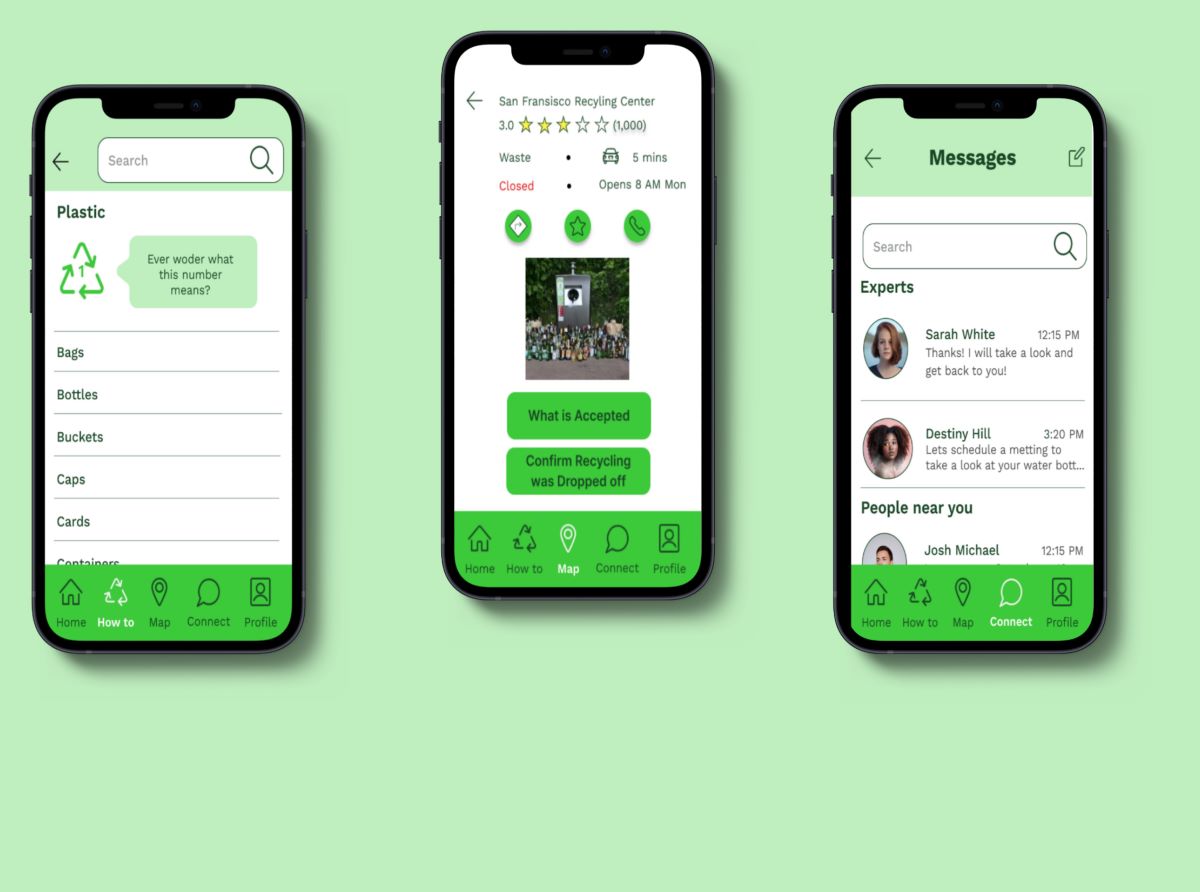 Search
Plastic
1
Ever woder what
this number
means?
Bags
Bottles
Buckets
Caps
Cards
Containers
Home How to Map Connect Profile
San Fransisco Recyling Center
3.0 (1,000)
Waste • 5 mins
Closed • Opens 8 AM Mon
What is Accepted
Confirm Recycling
was Dropped off
Home How to Map Connect Profile
Messages
Search
Experts
Sarah White 12:15 PM
Thanks! I will take a look and
get back to you!
Destiny Hill 3:20 PM
Lets schedule a metting to
take a look at your water bott...
People near you
Josh Michael 12:15 PM
Home How to Map Connect Profile